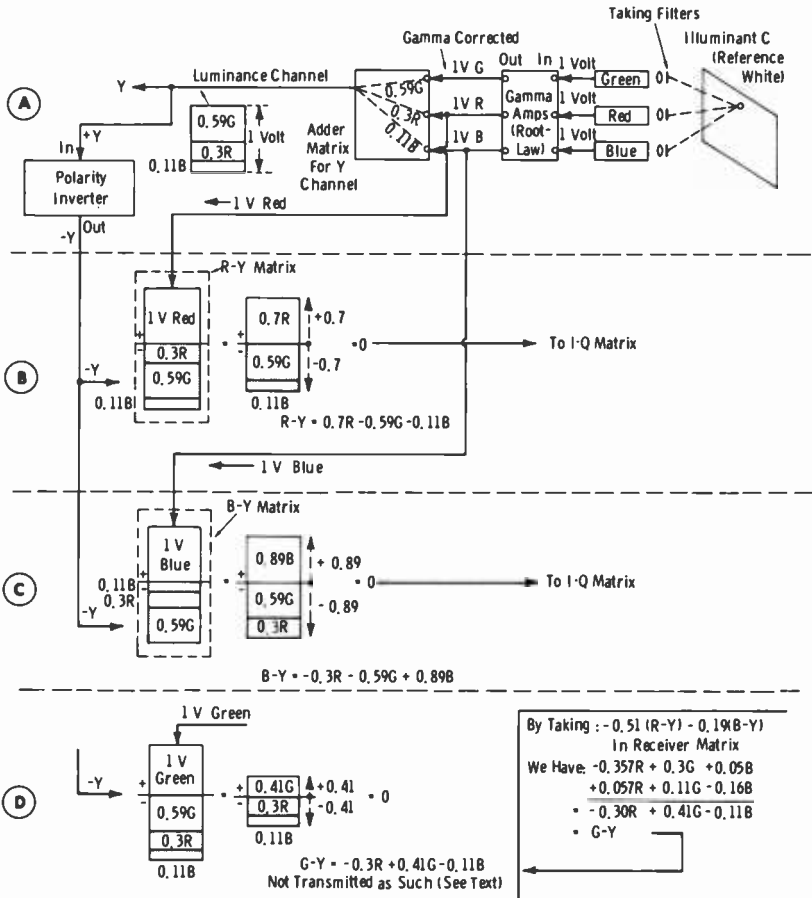 Taking Filters
Gamma Corrected
Illuminant C
(Reference
White)
Out In
1 V G
1 Volt
Green
Y
Luminance Channel
A
0.59G
0.59G
1 V R
Gamma
Amps
(Root-
Law)
1 Volt
Red
+Y
1 Volt
0.3R
0.3R
Adder
Matrix
For Y
Channel
0.11B
1 V B
1 Volt
Blue
In
0.11B
Polarity
Inverter
1 V Red
Out
-Y
R-Y Matrix
1 V Red
0.7R
+0.7
+
-
+
-
=
= 0
To I-Q Matrix
0.3R
B
-Y
0.59G
0.59G
-0.7
0.11B
0.11B
R-Y = 0.7R -0.59G -0.11B
1 V Blue
B-Y Matrix
1 V
Blue
0.89B
+ 0.89
+
-
+
-
=
= 0
To I-Q Matrix
C
0.11B
0.3R
0.59G
- 0.89
-Y
0.59G
0.3R
B-Y = -0.3R - 0.59G + 0.89B
1 V Green
By Taking : -0.51 (R-Y) - 0.19(B-Y)
In Receiver Matrix
We Have: -0.357R + 0.3G +0.05B
+0.057R + 0.11G - 0.16B
= -0.30R + 0.41G -0.11B
= G-Y
D
-Y
1 V
Green
+
-
=
+
-
0.41G
+0.41
0.59G
0.3R
-0.41
= 0
0.3R
0.11B
0.11B
G-Y = -0.3R +0.41G -0.11B
Not Transmitted as Such (See Text)